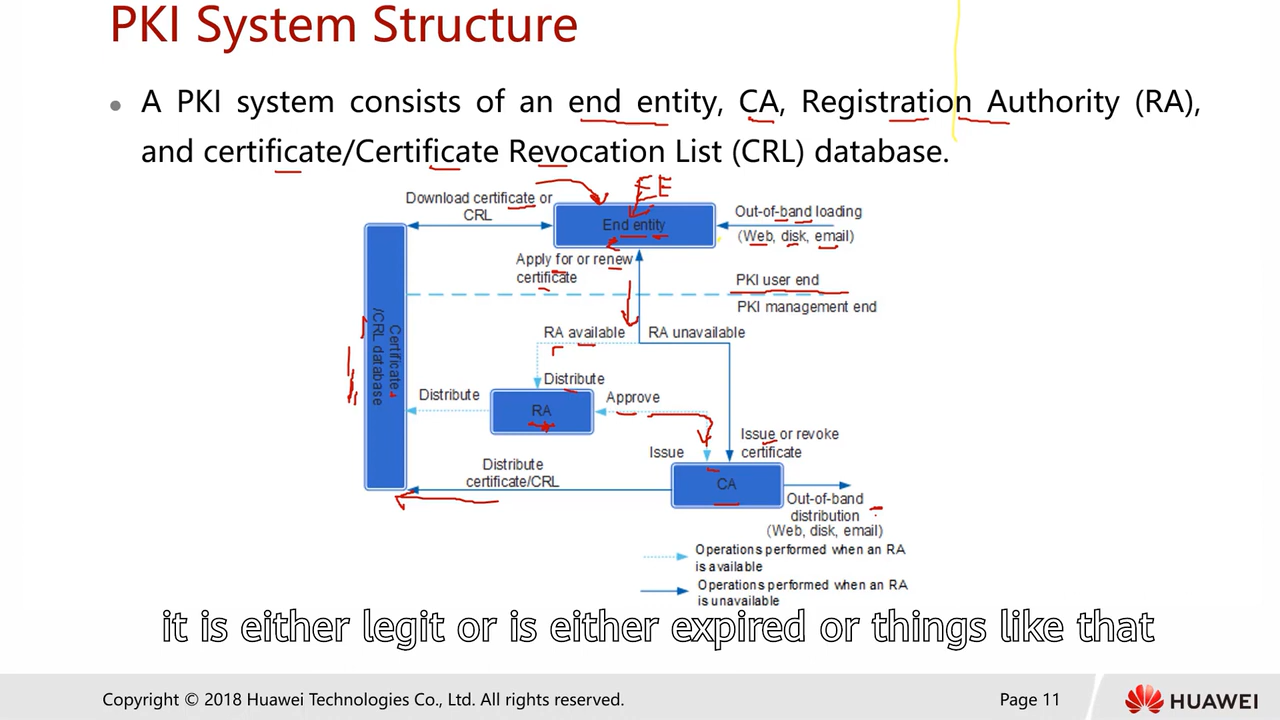 PKI System Structure
• A PKI system consists of an end entity, CA, Registration Authority (RA),
and certificate/Certificate Revocation List (CRL) database.
EE
Download certificate or
CRL
End entity
Out-of-band loading
(Web, disk, email)
Apply for or renew
certificate
PKI user end
PKI management end
RA available
RA unavailable
Certificate
/CRL database
Distribute
Distribute
RA
Approve
Issue
Issue or revoke
certificate
Distribute
certificate/CRL
CA
Out-of-band
distribution
(Web, disk, email)
Operations performed when an RA
is available
Operations performed when an RA
is unavailable
it is either legit or is either expired or things like that
Copyright © 2018 Huawei Technologies Co., Ltd. All rights reserved.
Page 11
HUAWEI